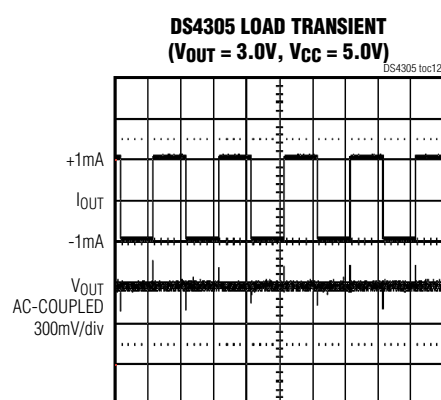 DS4305 LOAD TRANSIENT
(VOUT = 3.0V, VCC = 5.0V)
DS4305 toc12
+1mA
IOUT
-1mA
VOUT
AC-COUPLED
300mV/div